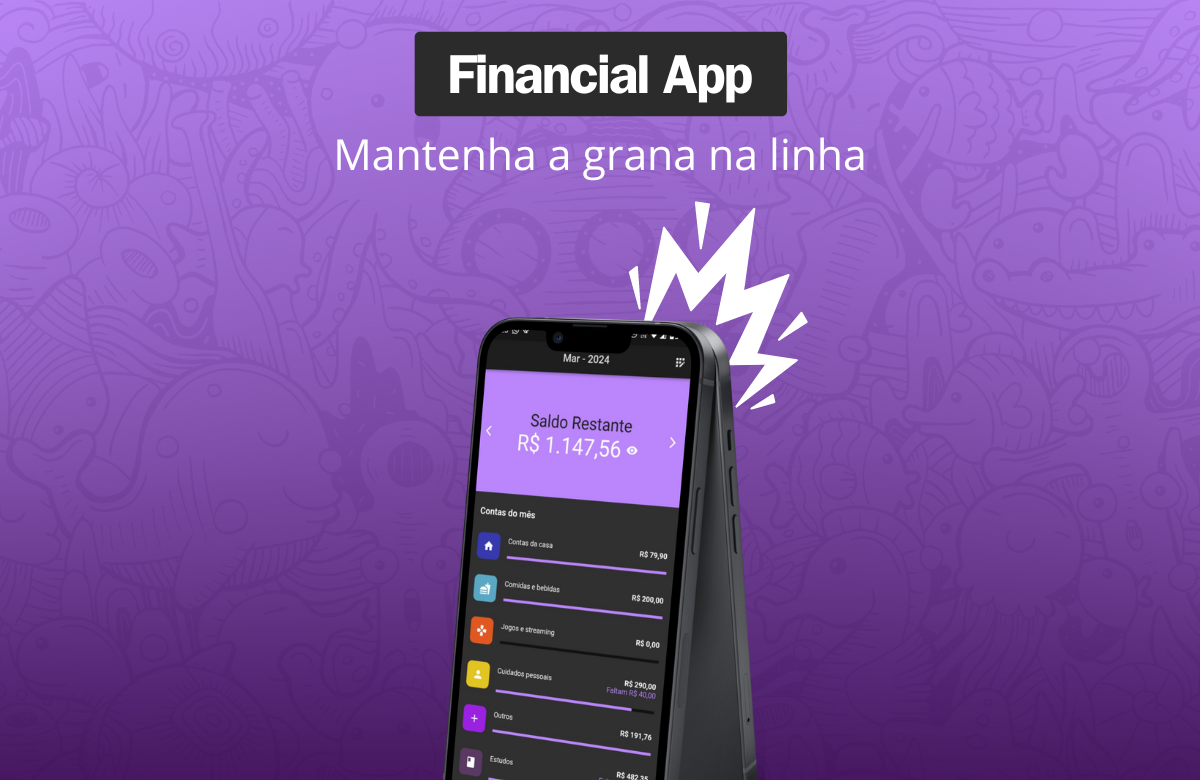 Financial App
Mantenha a grana na linha
Mar - 2024
Saldo Restante
R$ 1.147,56
Contas do mês
Contas da casa
R$ 79,90
Comidas e bebidas
R$ 200,00
Jogos e streaming
R$ 0,00
Cuidados pessoais
R$ 290,00
Faltam R$ 40,00
Outros
R$ 191,76
Estudos
R$ 482,35